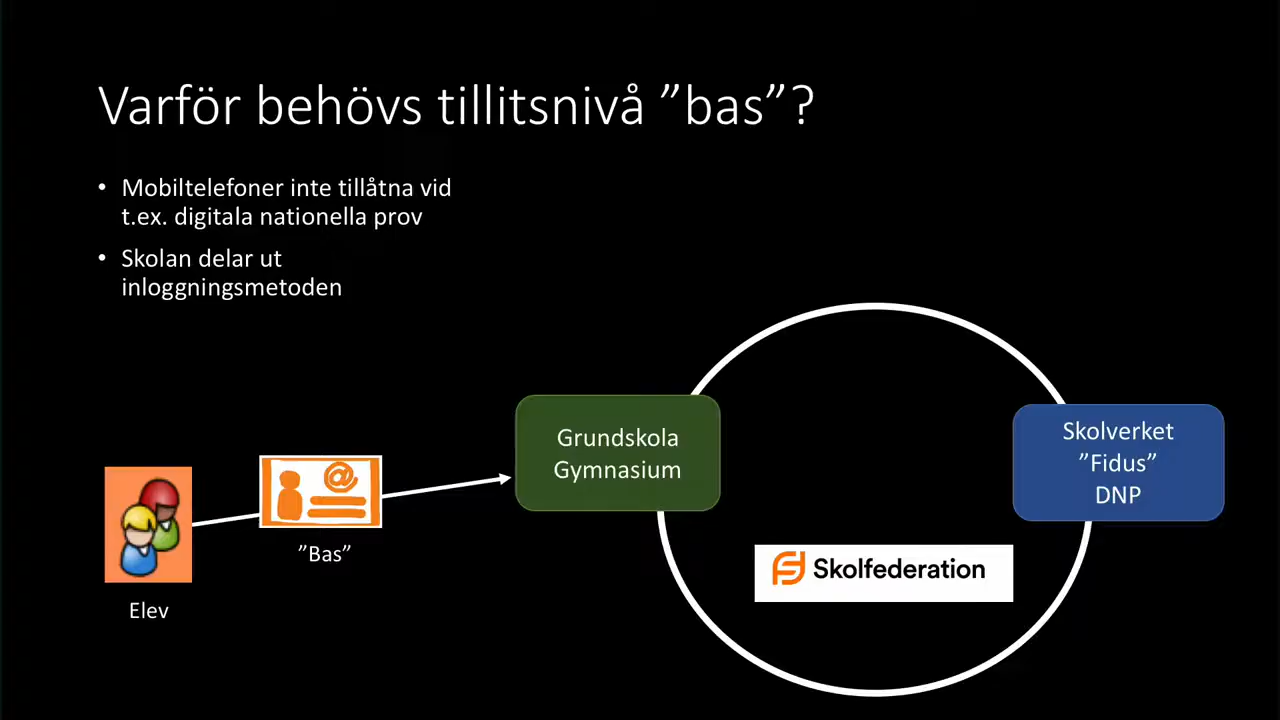 Varför behövs tillitsnivå ”bas”?
• Mobiltelefoner inte tillåtna vid
t.ex. digitala nationella prov
• Skolan delar ut
inloggningsmetoden
Grundskola
Gymnasium
Skolverket
”Fidus”
DNP
@
”Bas”
Elev
Skolfederation